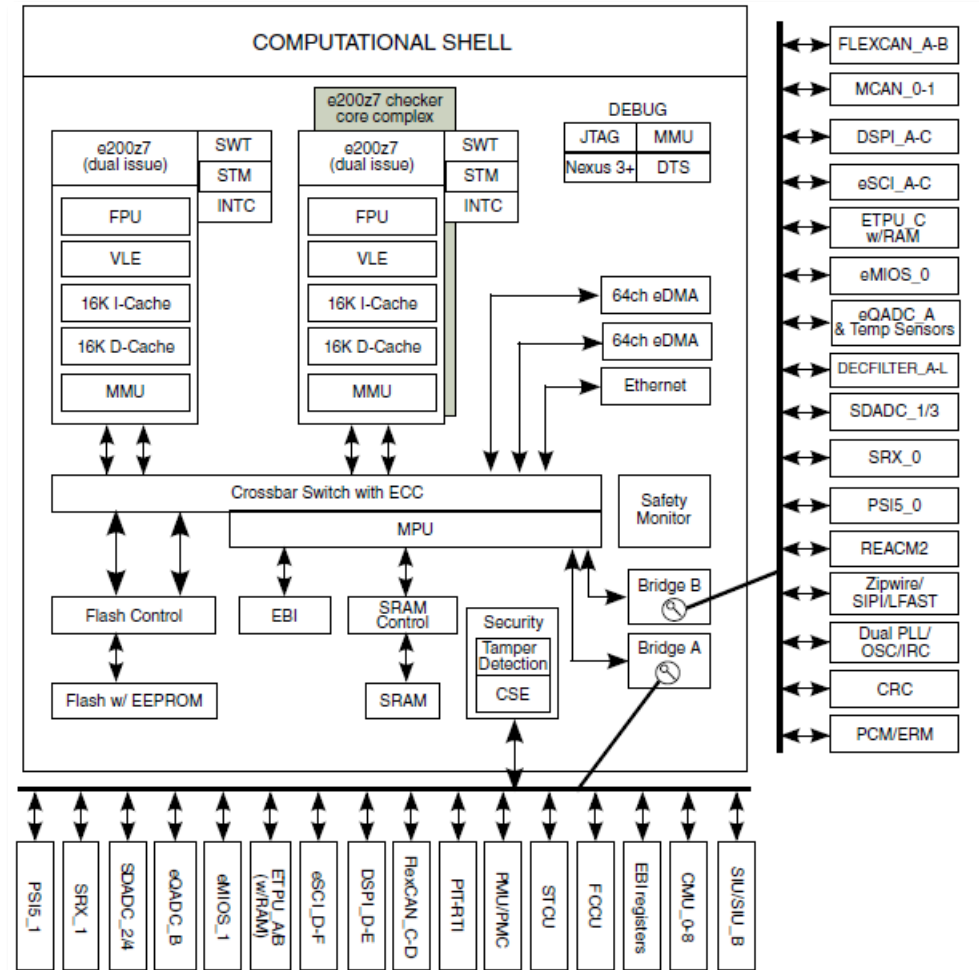 COMPUTATIONAL SHELL
e200z7 checker
core complex
e200z7
(dual issue)
SWT
STM
INTC
FPU
VLE
16K I-Cache
16K D-Cache
MMU
e200z7
(dual issue)
SWT
STM
INTC
FPU
VLE
16K I-Cache
16K D-Cache
MMU
DEBUG
JTAG
MMU
Nexus 3+
DTS
64ch eDMA
64ch eDMA
Ethernet
Crossbar Switch with ECC
MPU
Safety
Monitor
Flash Control
EBI
SRAM
Control
Security
Tamper
Detection
CSE
Bridge B
Bridge A
Flash w/ EEPROM
SRAM
FLEXCAN_A-B
MCAN_0-1
DSPI_A-C
eSCI_A-C
ETPU_C
w/RAM
eMIOS_0
eQADC_A
& Temp Sensors
DECFILTER_A-L
SDADC_1/3
SRX_0
PSI5_0
REACM2
Zipwire/
SIPI/LFAST
Dual PLL/
OSC/IRC
CRC
PCM/ERM
PSI5_1
SRX_1
SDADC_2/4
eQADC_B
eMIOS_1
ETPU_A/B
(w/RAM)
eSCI_D-F
DSPI_D-E
FlexCAN_C-D
PIT-RTI
PMU/PMC
STCU
FCCU
EBI registers
CMU_0-8
SIU/SIU_B